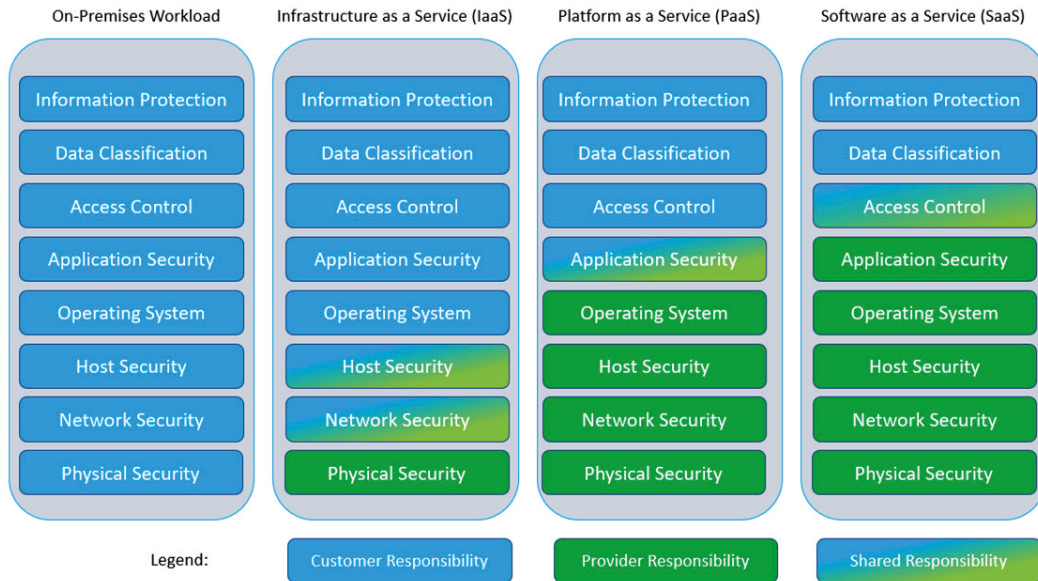 On-Premises Workload
Infrastructure as a Service (IaaS)
Platform as a Service (PaaS)
Software as a Service (SaaS)
Information Protection
Data Classification
Access Control
Application Security
Operating System
Host Security
Network Security
Physical Security
Information Protection
Data Classification
Access Control
Application Security
Operating System
Host Security
Network Security
Physical Security
Information Protection
Data Classification
Access Control
Application Security
Operating System
Host Security
Network Security
Physical Security
Information Protection
Data Classification
Access Control
Application Security
Operating System
Host Security
Network Security
Physical Security
Legend:
Customer Responsibility
Provider Responsibility
Shared Responsibility